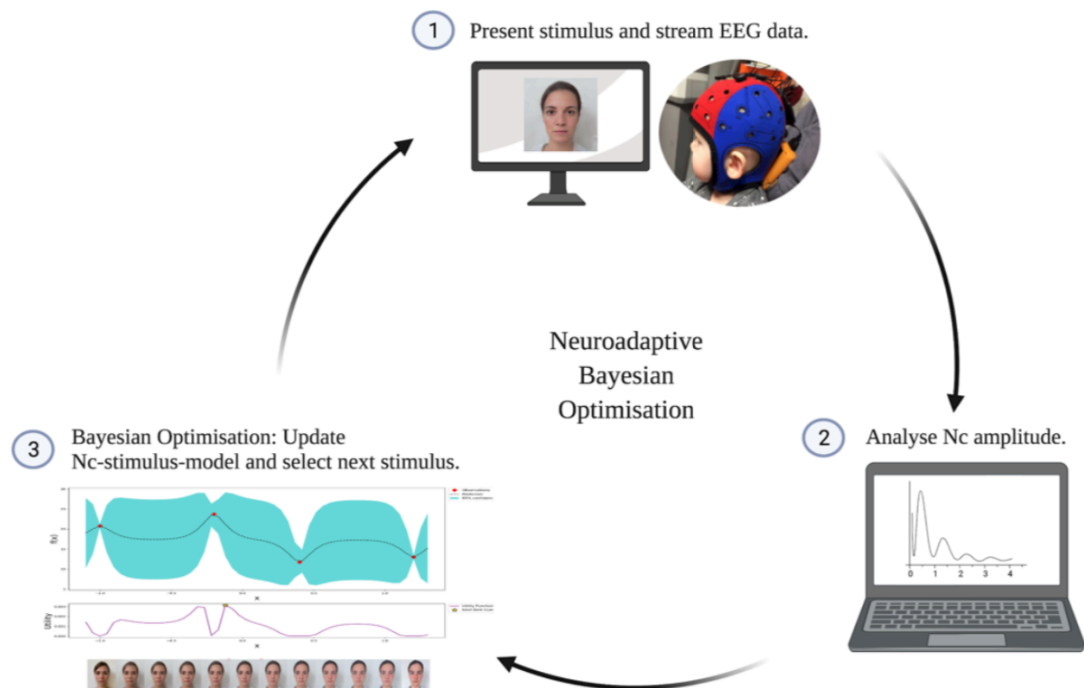 1 Present stimulus and stream EEG data.
Neuroadaptive
Bayesian
Optimisation
2 Analyse Nc amplitude.
0 1 2 3 4
3 Bayesian Optimisation: Update
Nc-stimulus-model and select next stimulus.
f(x)
x
Utility
x